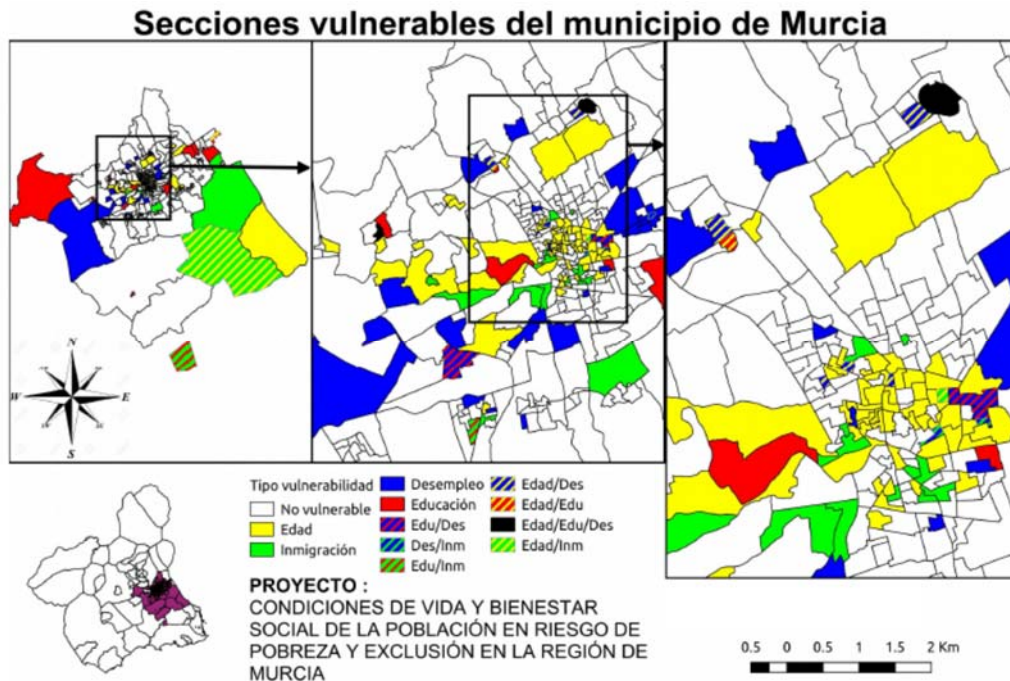 Secciones vulnerables del municipio de Murcia
N
W E
S
Tipo vulnerabilidad
No vulnerable
Edad
Inmigración
Desempleo
Educación
Edu/Des
Des/Inm
Edu/Inm
Edad/Des
Edad/Edu
Edad/Edu/Des
Edad/Inm
PROYECTO :
CONDICIONES DE VIDA Y BIENESTAR
SOCIAL DE LA POBLACIÓN EN RIESGO DE
POBREZA Y EXCLUSIÓN EN LA REGIÓN DE
MURCIA
0.5 0 0.5 1 1.5 2 Km